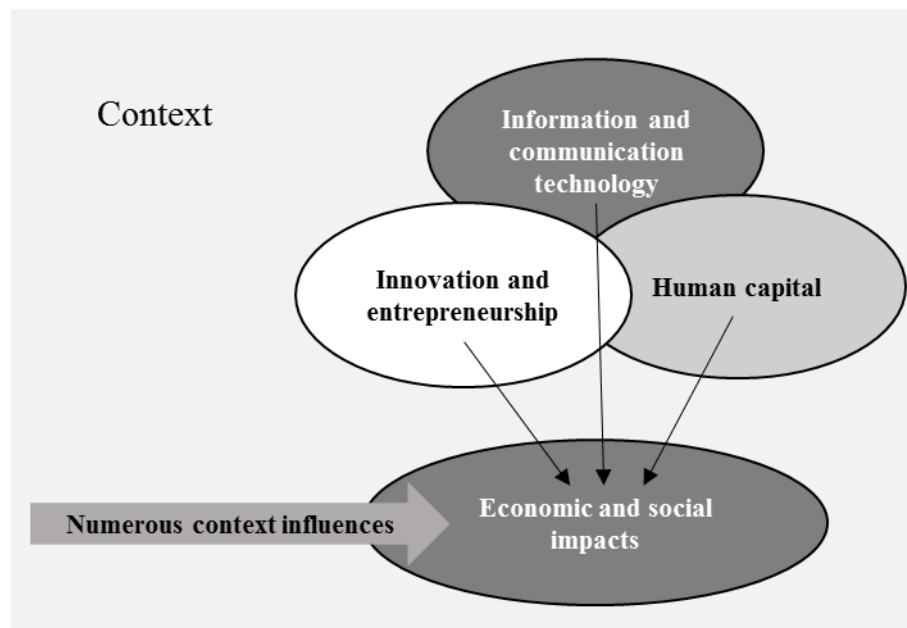 Context
Information and
communication
technology
Innovation and
entrepreneurship
Human capital
Numerous context influences
Economic and social
impacts